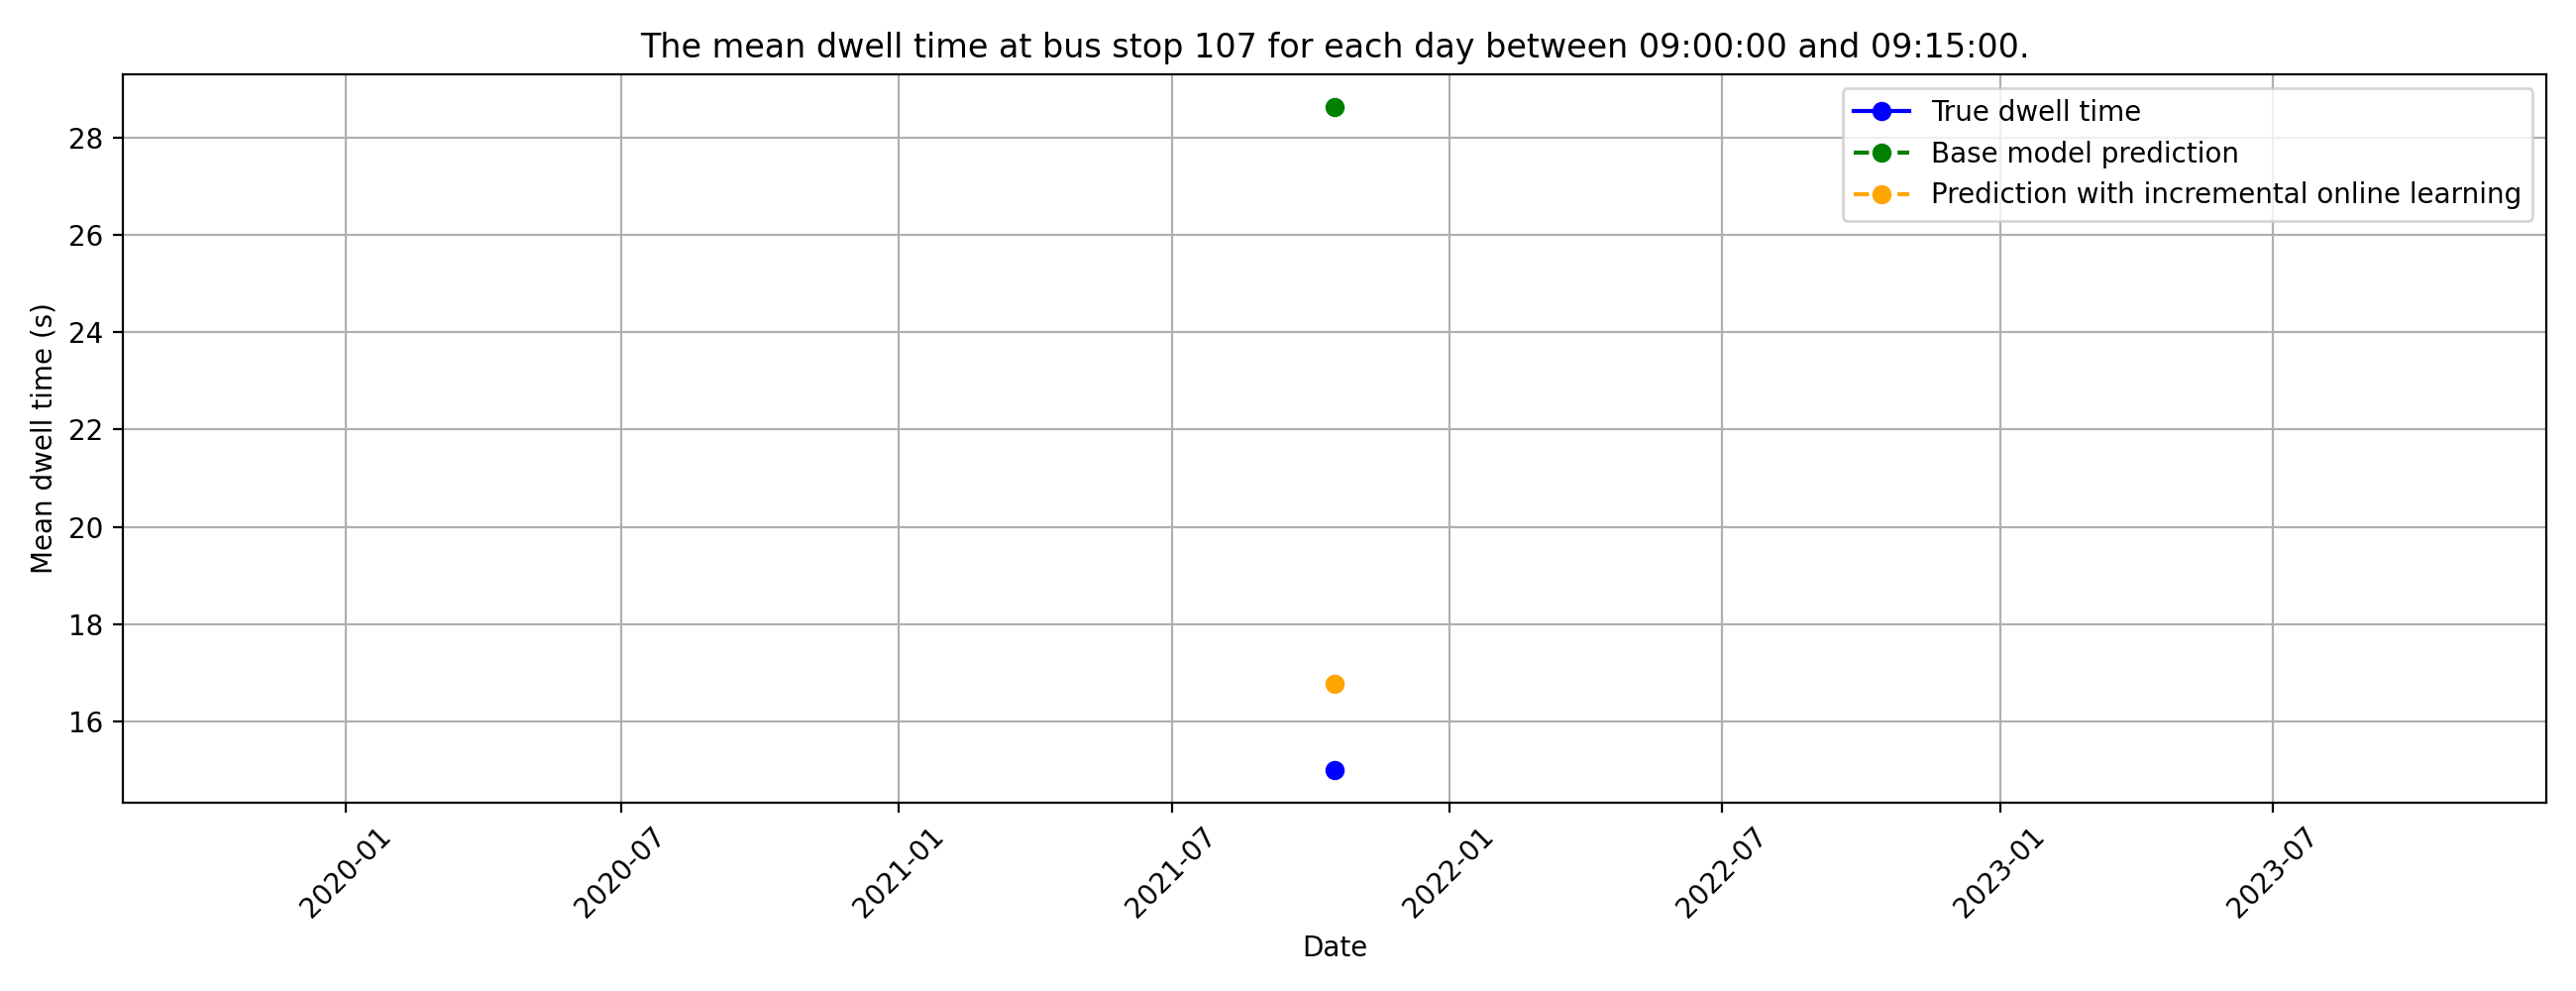 The mean dwell time at bus stop 107 for each day between 09:00:00 and 09:15:00.
True dwell time
Base model prediction
Prediction with incremental online learning
Mean dwell time (s)
28
26
24
22
20
18
16
2020-01
2020-07
2021-01
2021-07
2022-01
2022-07
2023-01
2023-07
Date